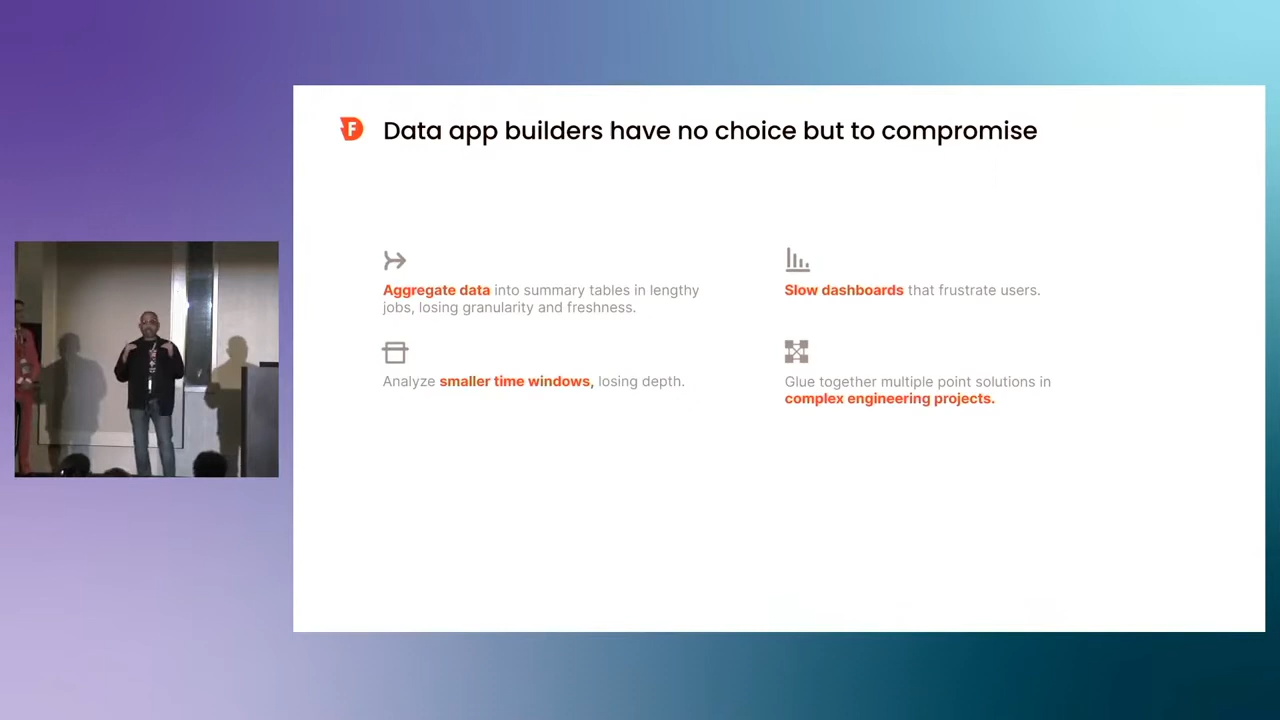 F
Data app builders have no choice but to compromise
Aggregate data into summary tables in lengthy
jobs, losing granularity and freshness.
Slow dashboards that frustrate users.
Analyze smaller time windows, losing depth.
Glue together multiple point solutions in
complex engineering projects.